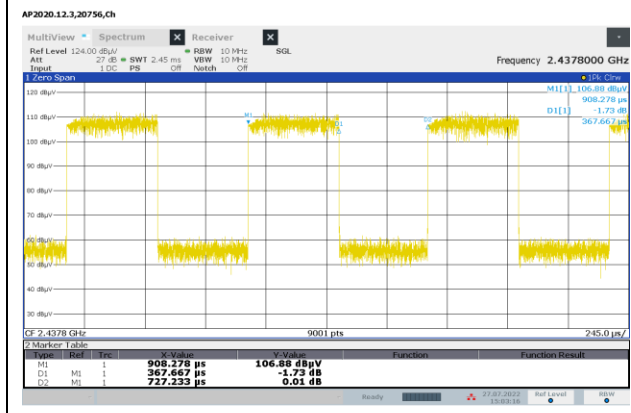 AP2020.12.3,20756,Ch
MultiView Spectrum Receiver
Ref Level 124.00 dBµV RBW 10 MHz SGL
Att 27 dB SWT 2.45 ms VBW 10 MHz Frequency 2.4378000 GHz
Input 1 DC PS Off Notch Off
1 Zero Span 1Pk Clrw
M1[1] 106.88 dBµV
908.278 µs
D1[1] -1.73 dB
367.667 µs
120 dBµV
110 dBµV
M1 D1 D2
100 dBµV
90 dBµV
80 dBµV
70 dBµV
60 dBµV
50 dBµV
40 dBµV
30 dBµV
CF 2.4378 GHz 9001 pts 245.0 µs/
2 Marker Table
Type Ref Trc X-Value Y-Value Function Function Result
M1 1 908.278 µs 106.88 dBµV
D1 M1 1 367.667 µs -1.73 dB
D2 M1 1 727.233 µs 0.01 dB
Ready 27.07.2022 15:03:16 Ref Level RBW